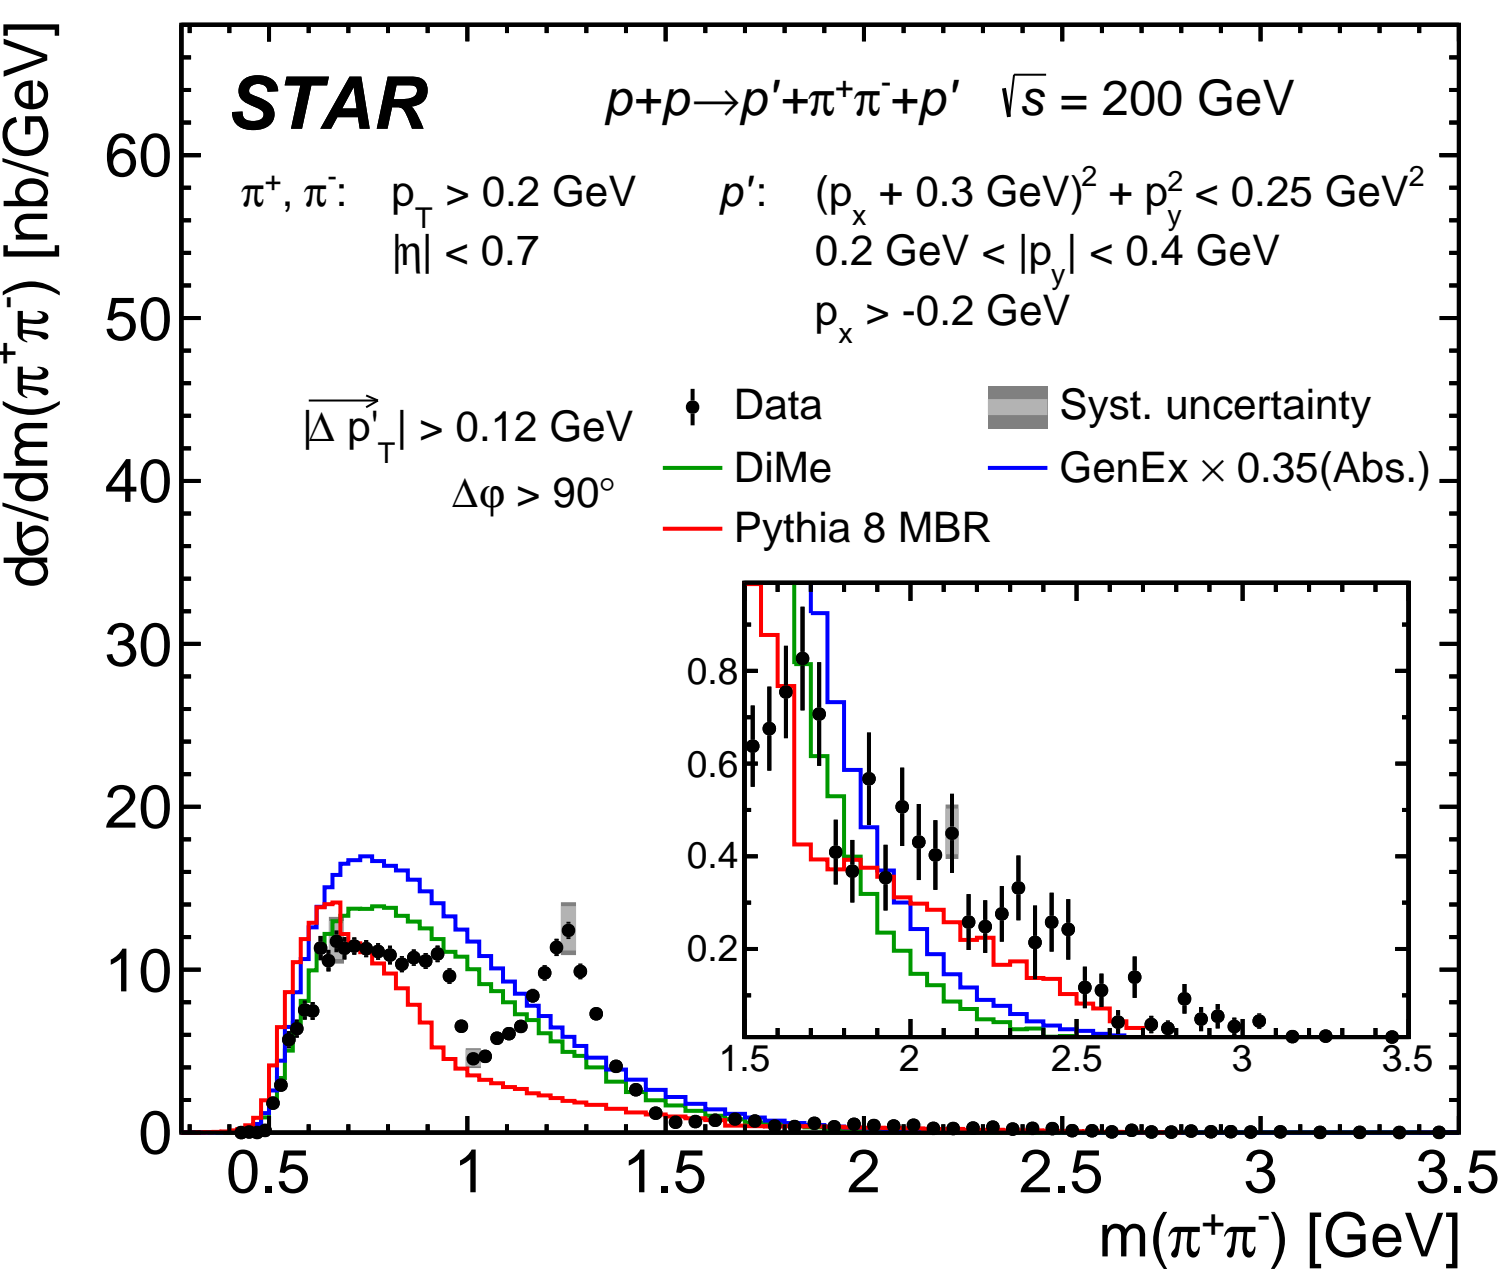 STAR p+p→p′+π⁺π⁻+p′ √s = 200 GeV
π⁺, π⁻: p_T > 0.2 GeV p′: (p_x + 0.3 GeV)² + p_y² < 0.25 GeV²
|η| < 0.7 0.2 GeV < |p_y| < 0.4 GeV
p_x > -0.2 GeV
|Δ p′_T| > 0.12 GeV
Δφ > 90°
Data Syst. uncertainty
DiMe GenEx × 0.35(Abs.)
Pythia 8 MBR
dσ/dm(π⁺π⁻) [nb/GeV]
60
50
40
30
20
10
0
0.8
0.6
0.4
0.2
1.5 2 2.5 3 3.5
0.5 1 1.5 2 2.5 3 3.5
m(π⁺π⁻) [GeV]